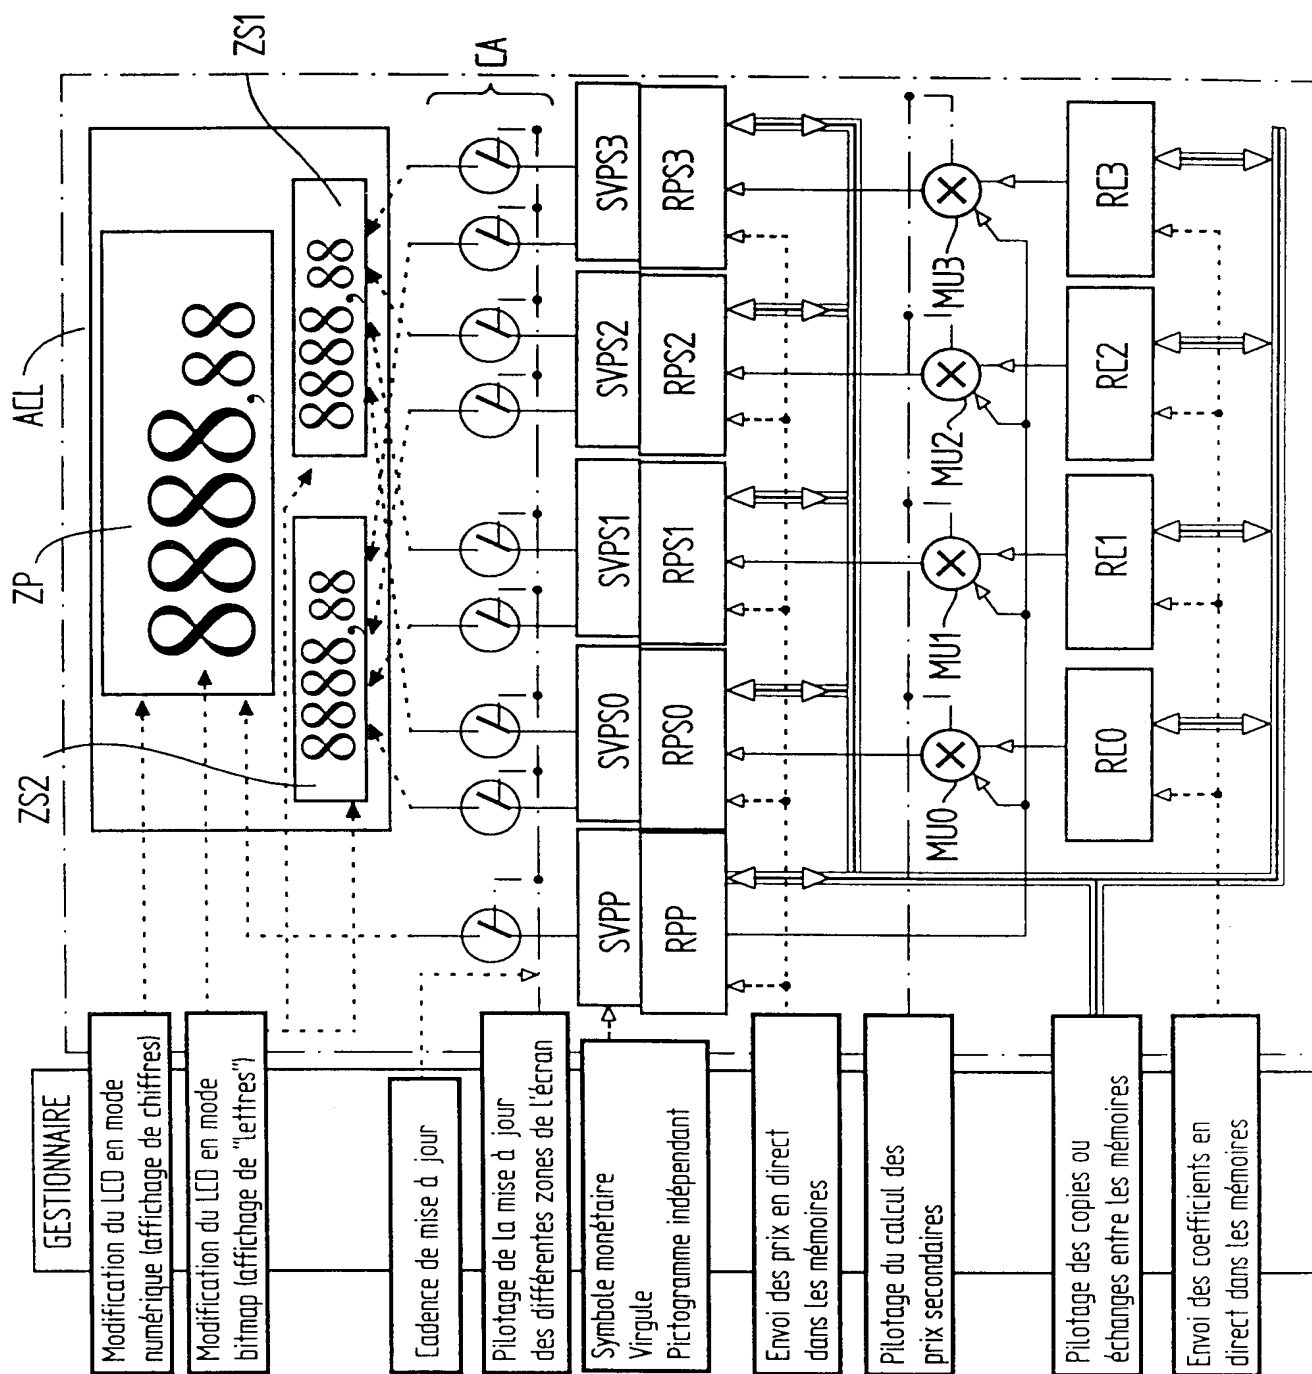 GESTIONNAIRE
Modification du LCD en mode
numérique (affichage de chiffres)
Modification du LCD en mode
bitmap (affichage de "lettres")
Cadence de mise à jour
Pilotage de la mise à jour
des différentes zones de l'écran
Symbole monétaire
Virgule
Pictogramme indépendant
Envoi des prix en direct
dans les mémoires
Pilotage du calcul des
prix secondaires
Pilotage des copies ou
échanges entre les mémoires
Envoi des coefficients en
direct dans les mémoires
ZS2
ZP
ACL
ZS1
8888,88
8888,88
8888,88
CA
SVPP
SVPS0
SVPS1
SVPS2
SVPS3
RPP
RPS0
RPS1
RPS2
RPS3
MU0
MU1
MU2
MU3
RC0
RC1
RC2
RC3